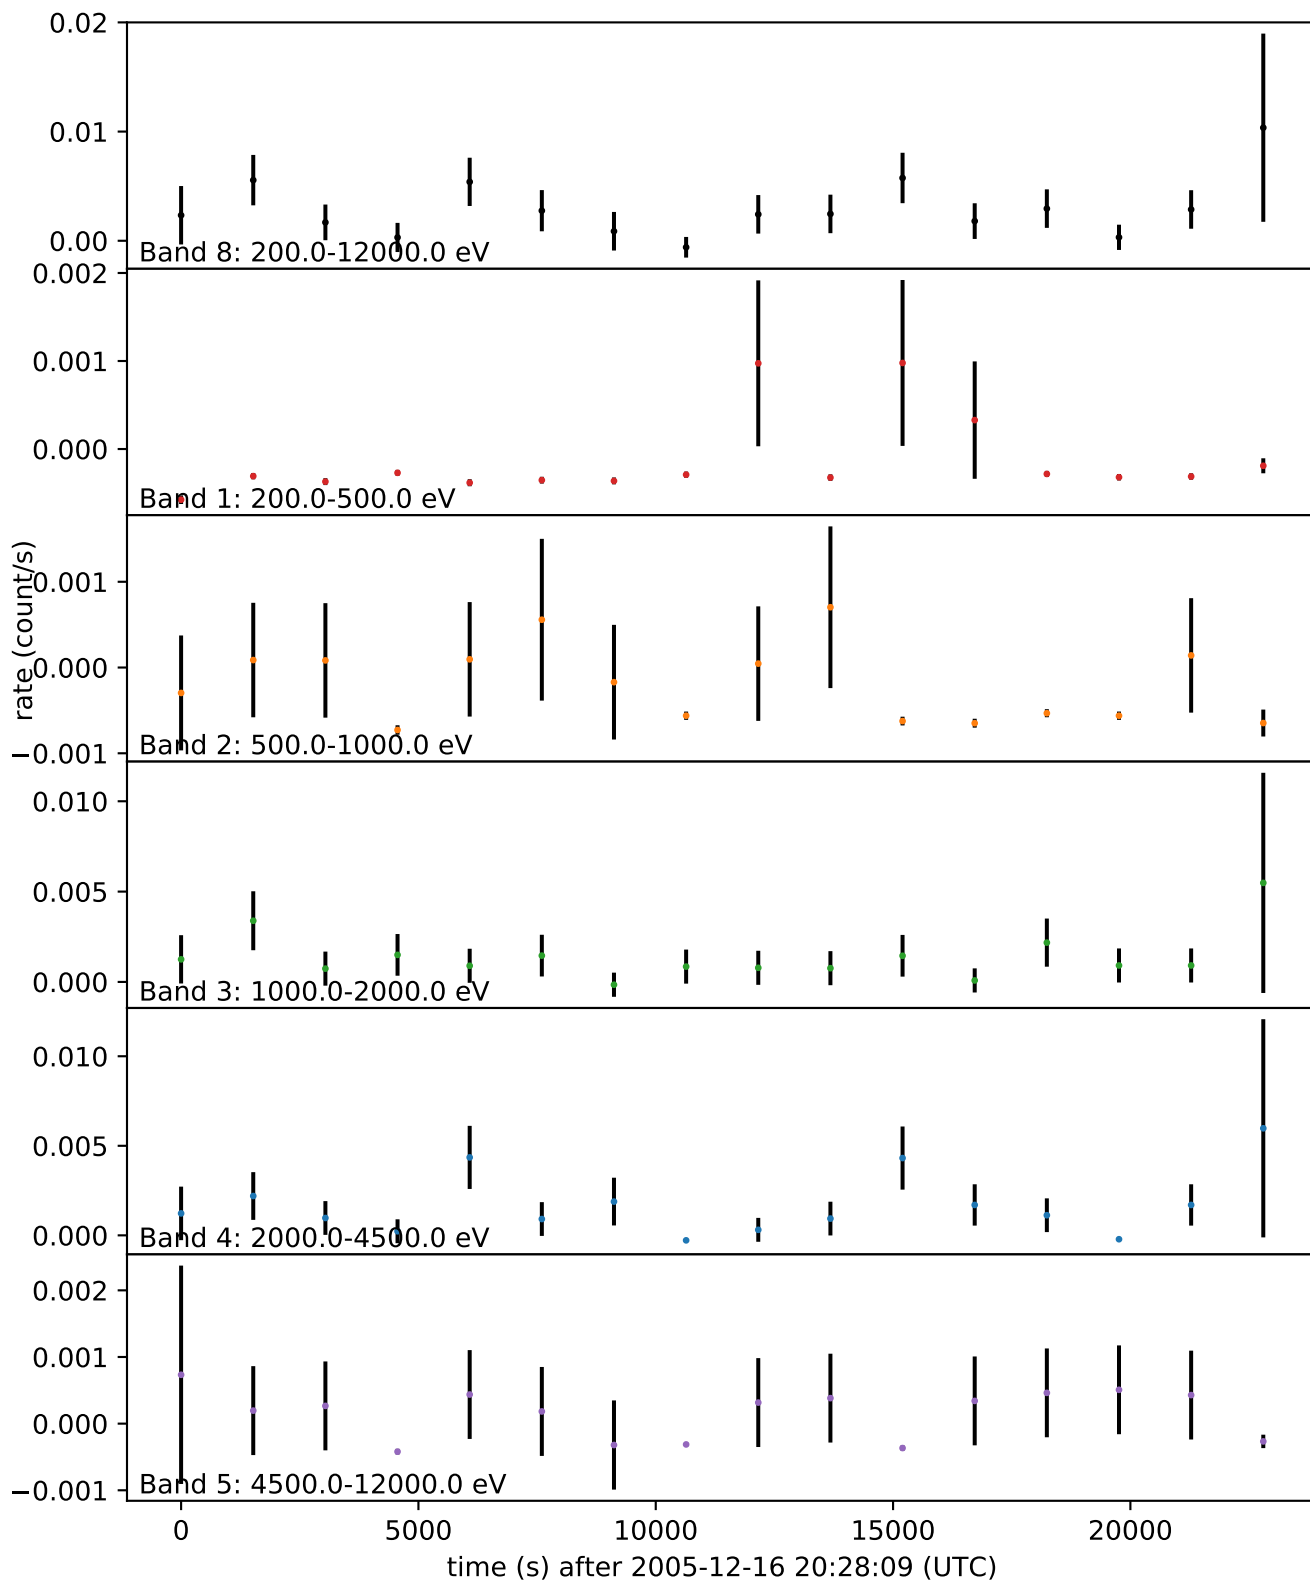 0.02
0.01
0.00
Band 8: 200.0-12000.0 eV
0.002
0.001
0.000
Band 1: 200.0-500.0 eV
rate (count/s)
0.001
0.000
−0.001
Band 2: 500.0-1000.0 eV
0.010
0.005
0.000
Band 3: 1000.0-2000.0 eV
0.010
0.005
0.000
Band 4: 2000.0-4500.0 eV
0.002
0.001
0.000
−0.001
Band 5: 4500.0-12000.0 eV
0 5000 10000 15000 20000
time (s) after 2005-12-16 20:28:09 (UTC)